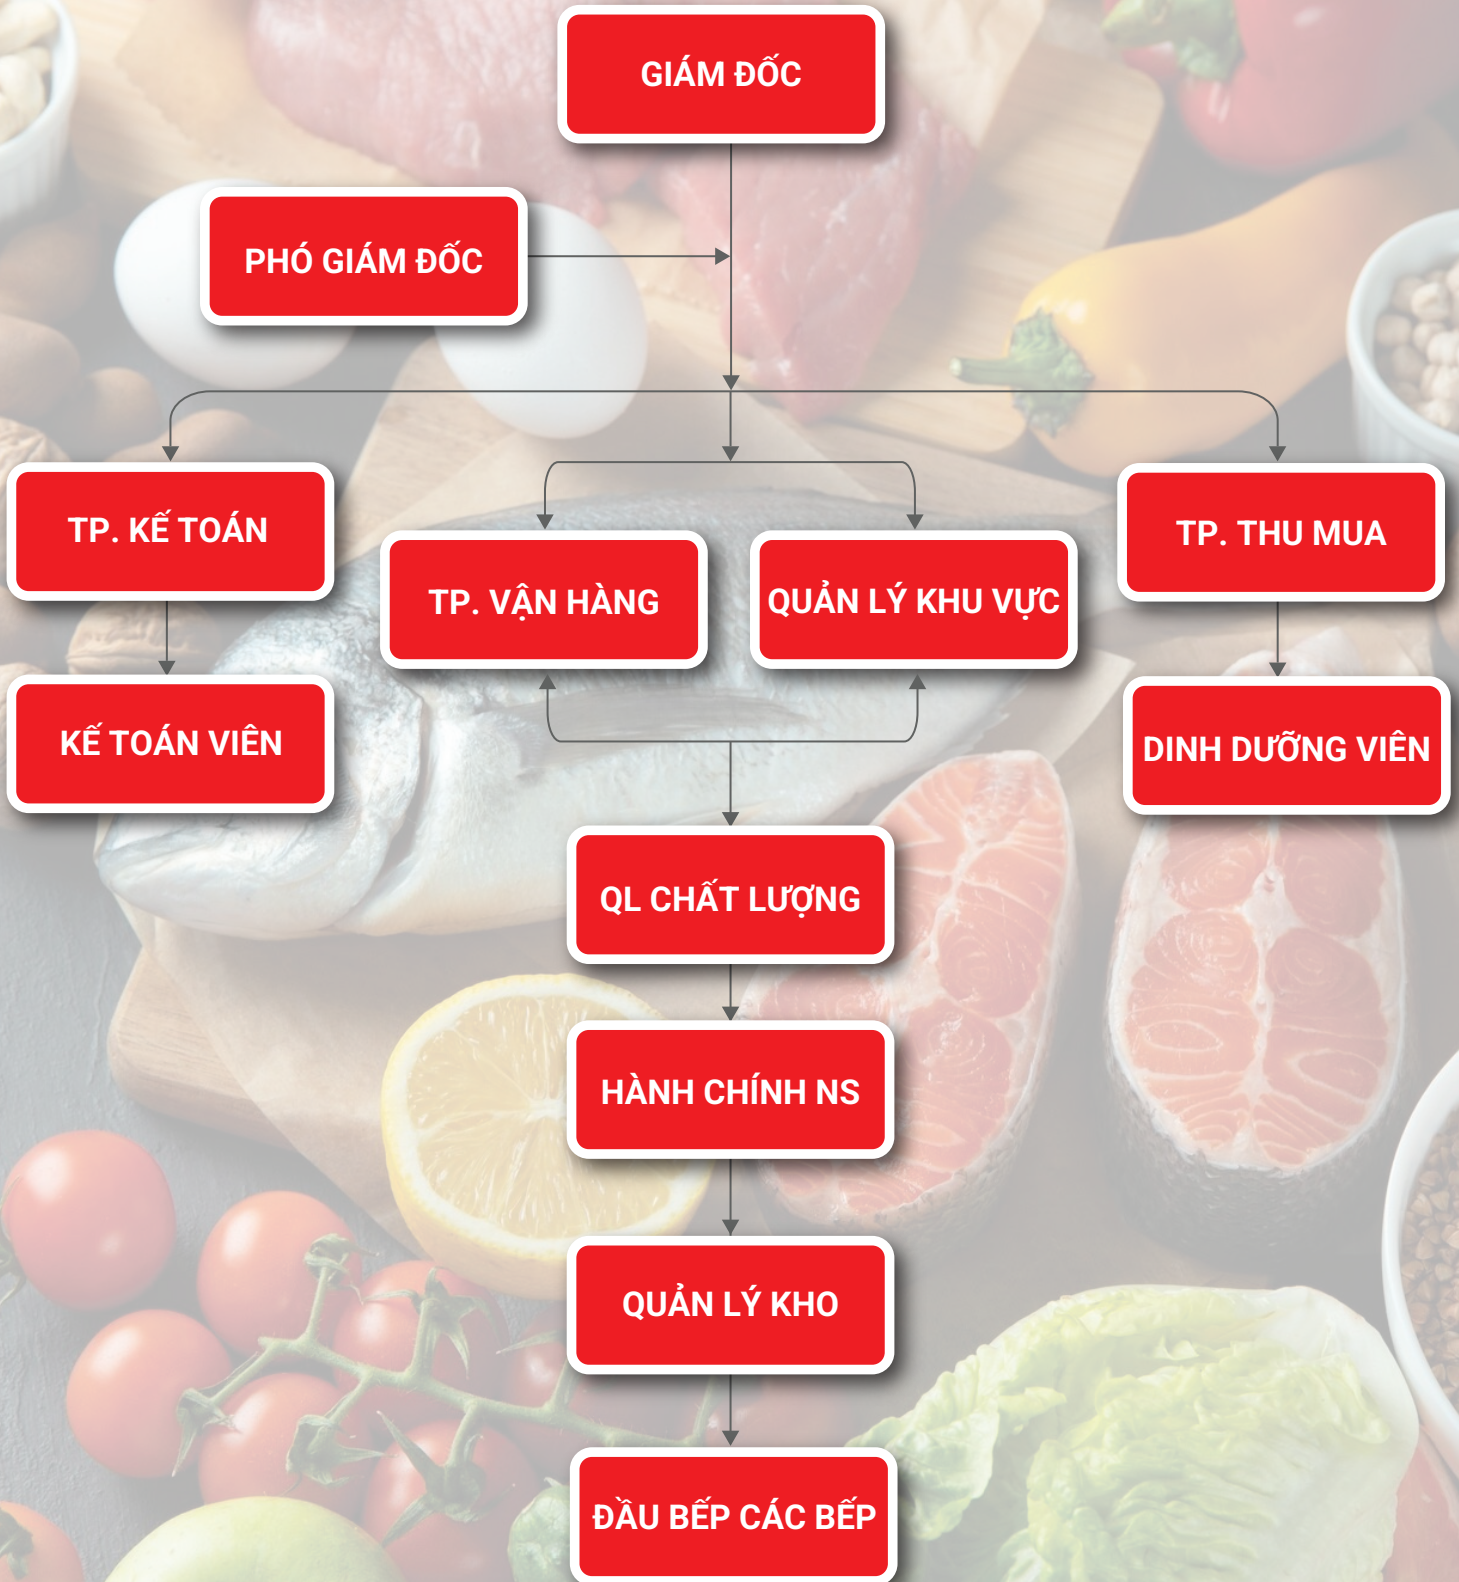 GIÁM ĐỐC
PHÓ GIÁM ĐỐC
TP. KẾ TOÁN
TP. VẬN HÀNG
QUẢN LÝ KHU VỰC
TP. THU MUA
KẾ TOÁN VIÊN
DINH DƯỠNG VIÊN
QL CHẤT LƯỢNG
HÀNH CHÍNH NS
QUẢN LÝ KHO
ĐẦU BẾP CÁC BẾP